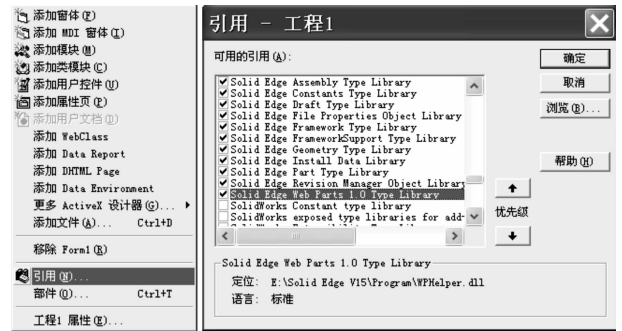 添加窗体(F)
添加 MDI 窗体(I)
添加模块(M)
添加类模块(C)
添加用户控件(U)
添加属性页(P)
添加用户文档(D)
添加 WebClass
添加 Data Report
添加 DHTML Page
添加 Data Environment
更多 ActiveX 设计器(G)...
添加文件(A)... Ctrl+D
移除 Form1(R)
引用(N)...
部件(O)... Ctrl+T
工程1 属性(E)...
引用 - 工程1
可用的引用(A):
Solid Edge Assembly Type Library
Solid Edge Constants Type Library
Solid Edge Draft Type Library
Solid Edge File Properties Object Library
Solid Edge Framework Type Library
Solid Edge FrameworkSupport Type Library
Solid Edge Geometry Type Library
Solid Edge Install Data Library
Solid Edge Part Type Library
Solid Edge Revision Manager Object Library
Solid Edge Web Parts 1.0 Type Library
SolidWorks Constant type library
SolidWorks exposed type libraries for add-
确定
取消
浏览(B)...
帮助(H)
优先级
Solid Edge Web Parts 1.0 Type Library
定位: E:\Solid Edge V15\Program\WPHelper.dll
语言: 标准